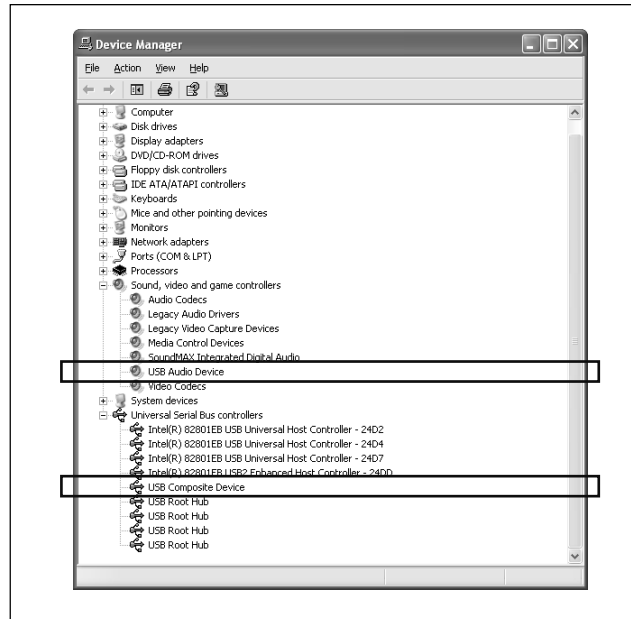 Device Manager
File Action View Help
Computer
Disk drives
Display adapters
DVD/CD-ROM drives
Floppy disk controllers
IDE ATA/ATAPI controllers
Keyboards
Mice and other pointing devices
Monitors
Network adapters
Ports (COM & LPT)
Processors
Sound, video and game controllers
Audio Codecs
Legacy Audio Drivers
Legacy Video Capture Devices
Media Control Devices
SoundMAX Integrated Digital Audio
USB Audio Device
Video Codecs
System devices
Universal Serial Bus controllers
Intel(R) 82801EB USB Universal Host Controller - 24D2
Intel(R) 82801EB USB Universal Host Controller - 24D4
Intel(R) 82801EB USB Universal Host Controller - 24D7
Intel(R) 82801EB USB2 Enhanced Host Controller - 24DD
USB Composite Device
USB Root Hub
USB Root Hub
USB Root Hub
USB Root Hub